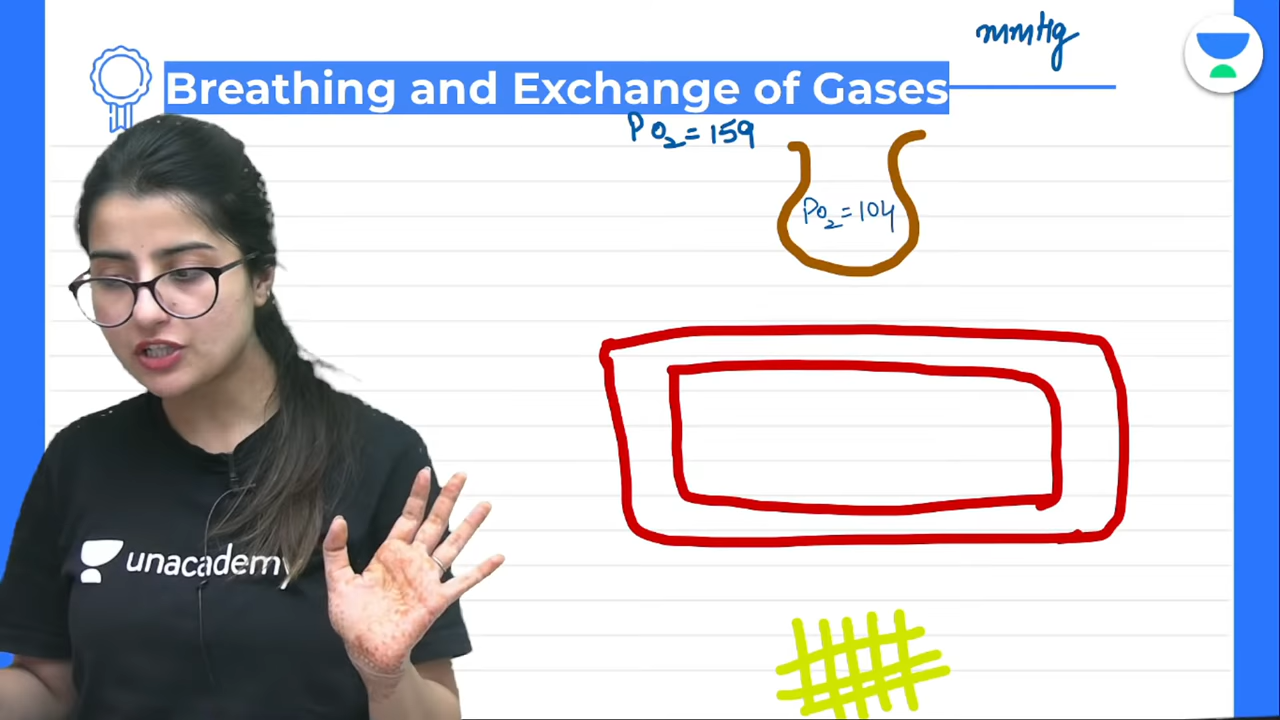 mmHg
Breathing and Exchange of Gases
PO2 = 159
PO2 = 104
unacademy